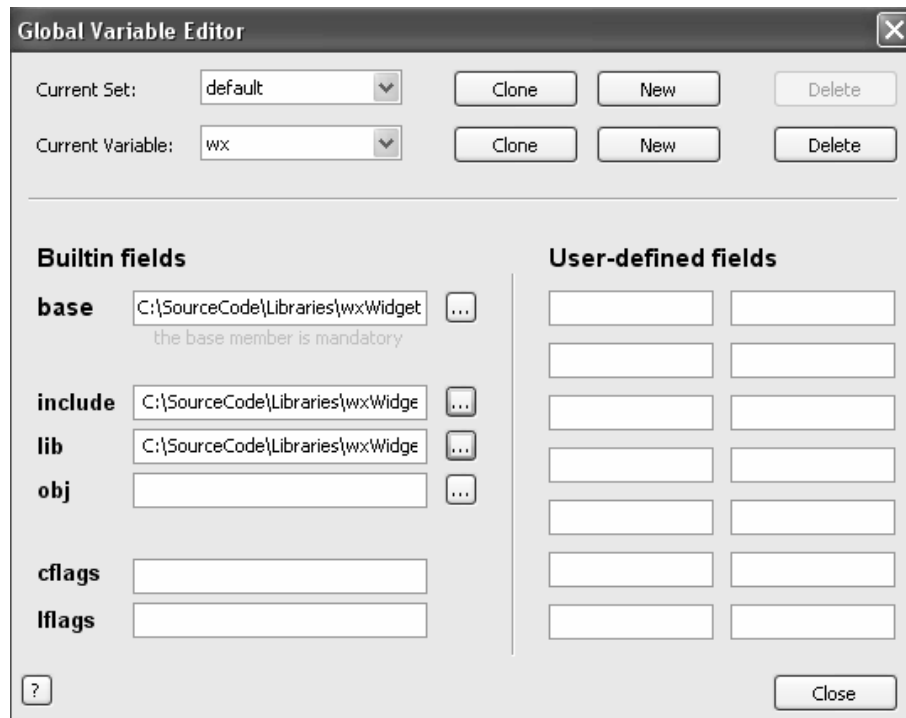 Global Variable Editor
Current Set: default Clone New Delete
Current Variable: wx Clone New Delete
Builtin fields User-defined fields
base C:\SourceCode\Libraries\wxWidget ...
the base member is mandatory
include C:\SourceCode\Libraries\wxWidge ...
lib C:\SourceCode\Libraries\wxWidge ...
obj ...
cflags
lflags
? Close